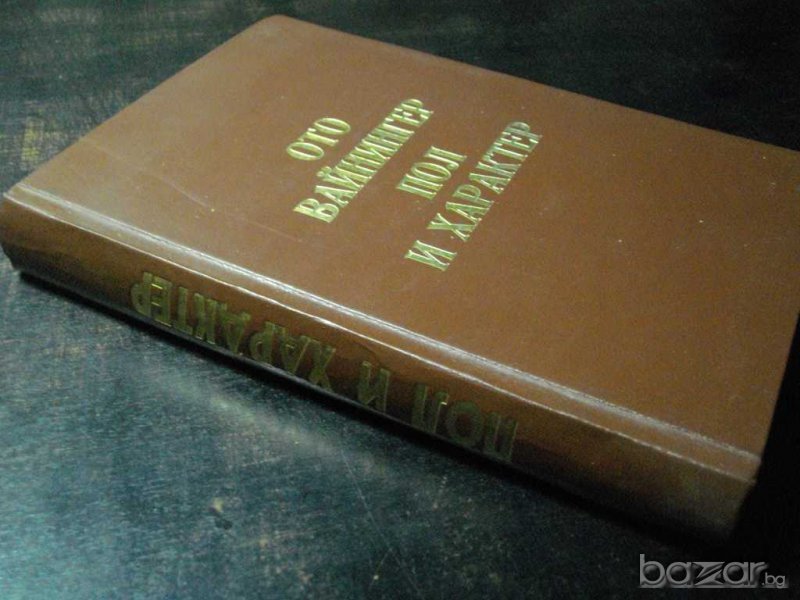 ОТО
ВАЙНИНГЕР
ПОЛ
И ХАРАКТЕР
ПОЛ И ХАРАКТЕР
bazar.bg